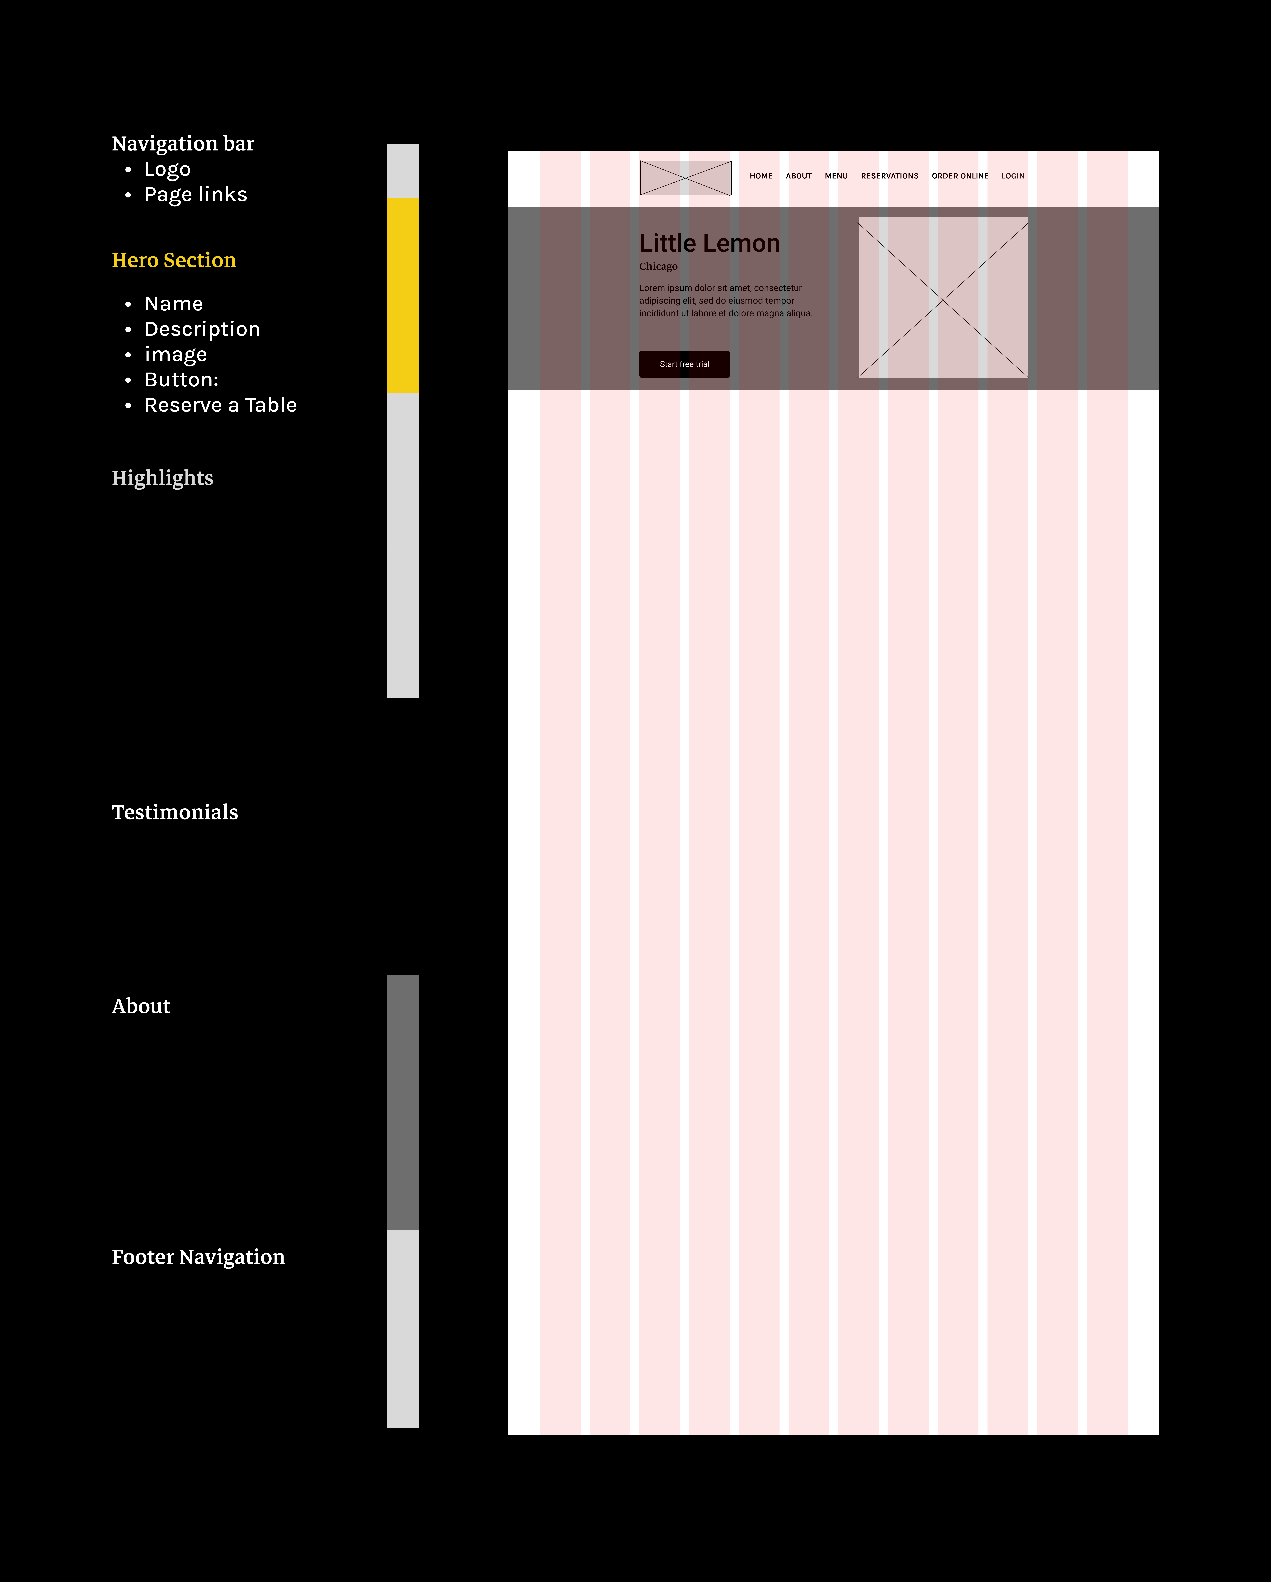 Navigation bar
• Logo
• Page links
Hero Section
• Name
• Description
• image
• Button:
• Reserve a Table
Highlights
Testimonials
About
Footer Navigation
HOME ABOUT MENU RESERVATIONS ORDER ONLINE LOGIN
Little Lemon
Chicago
Lorem ipsum dolor sit amet, consectetur
adipiscing elit, sed do eiusmod tempor
incididunt ut labore et dolore magna aliqua.
Start free trial